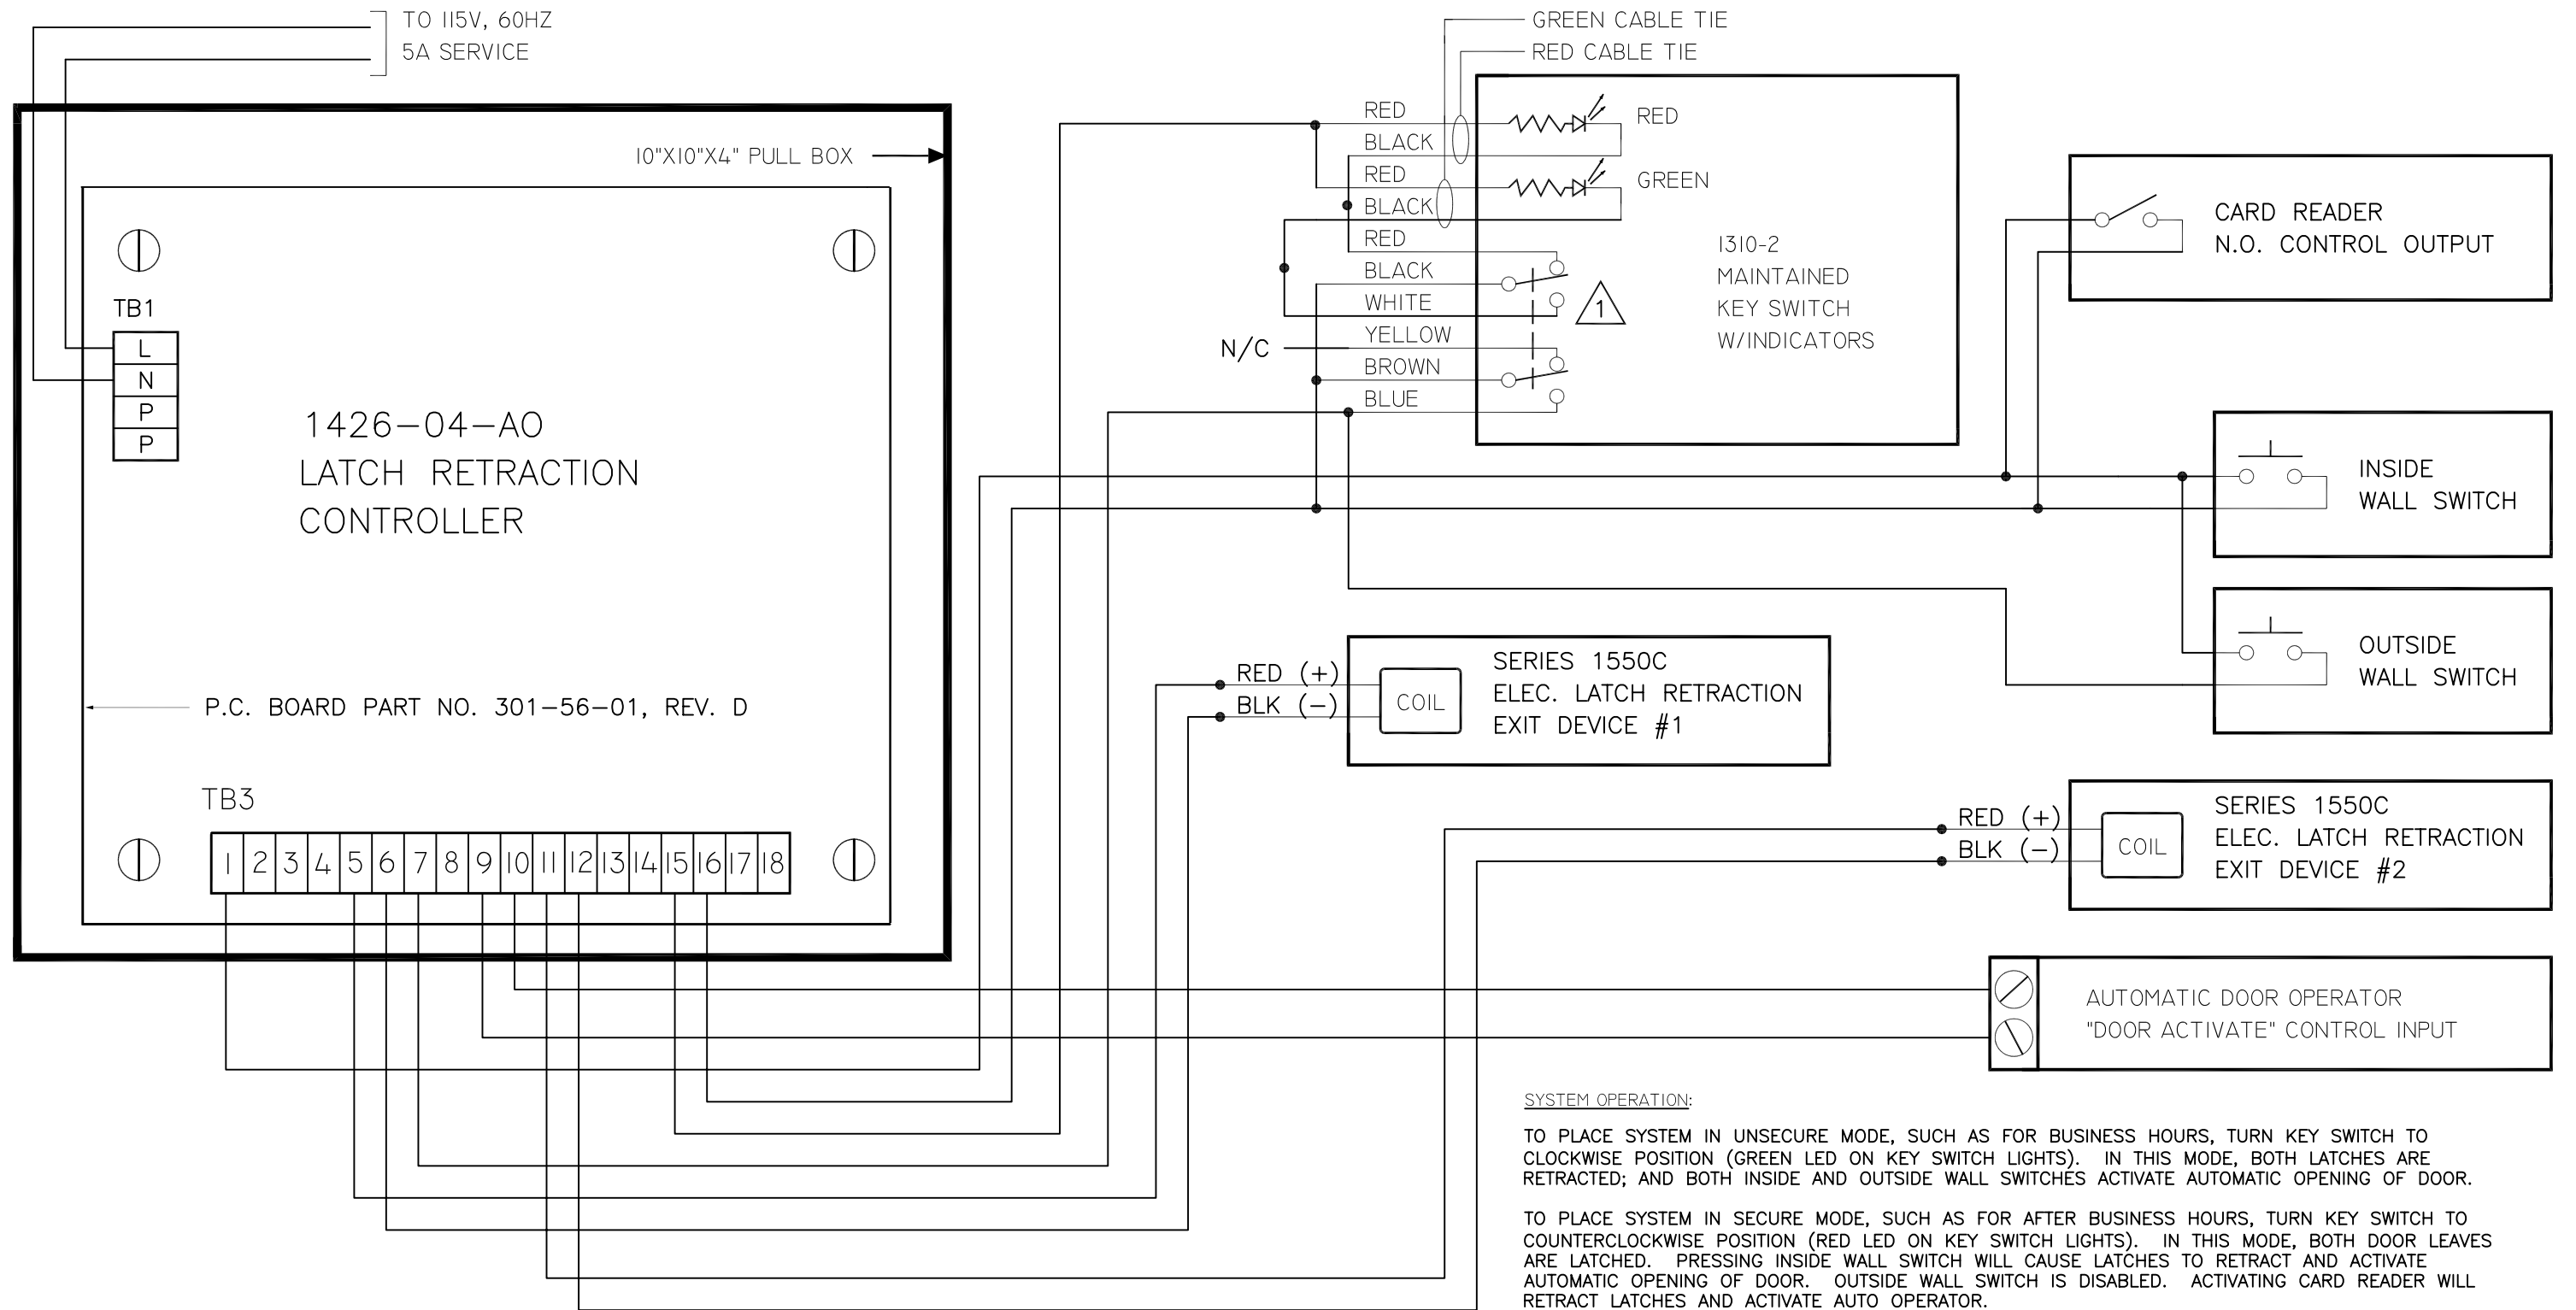 TO 115V, 60HZ
5A SERVICE
10"X10"X4" PULL BOX
TB1
L
N
P
P
1426-04-AO
LATCH RETRACTION
CONTROLLER
P.C. BOARD PART NO. 301-56-01, REV. D
TB3
1 2 3 4 5 6 7 8 9 10 11 12 13 14 15 16 17 18
GREEN CABLE TIE
RED CABLE TIE
RED
BLACK
RED
BLACK
RED
BLACK
WHITE
YELLOW
BROWN
BLUE
N/C
RED
GREEN
1
1310-2
MAINTAINED
KEY SWITCH
W/INDICATORS
CARD READER
N.O. CONTROL OUTPUT
INSIDE
WALL SWITCH
OUTSIDE
WALL SWITCH
RED (+)
BLK (-)
COIL
SERIES 1550C
ELEC. LATCH RETRACTION
EXIT DEVICE #1
RED (+)
BLK (-)
COIL
SERIES 1550C
ELEC. LATCH RETRACTION
EXIT DEVICE #2
AUTOMATIC DOOR OPERATOR
"DOOR ACTIVATE" CONTROL INPUT
SYSTEM OPERATION:
TO PLACE SYSTEM IN UNSECURE MODE, SUCH AS FOR BUSINESS HOURS, TURN KEY SWITCH TO
CLOCKWISE POSITION (GREEN LED ON KEY SWITCH LIGHTS). IN THIS MODE, BOTH LATCHES ARE
RETRACTED; AND BOTH INSIDE AND OUTSIDE WALL SWITCHES ACTIVATE AUTOMATIC OPENING OF DOOR.
TO PLACE SYSTEM IN SECURE MODE, SUCH AS FOR AFTER BUSINESS HOURS, TURN KEY SWITCH TO
COUNTERCLOCKWISE POSITION (RED LED ON KEY SWITCH LIGHTS). IN THIS MODE, BOTH DOOR LEAVES
ARE LATCHED. PRESSING INSIDE WALL SWITCH WILL CAUSE LATCHES TO RETRACT AND ACTIVATE
AUTOMATIC OPENING OF DOOR. OUTSIDE WALL SWITCH IS DISABLED. ACTIVATING CARD READER WILL
RETRACT LATCHES AND ACTIVATE AUTO OPERATOR.